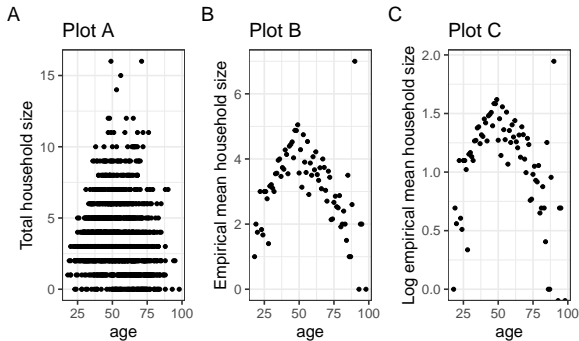 A
Plot A
Total household size
15
10
5
0
25
50
75
100
age
B
Plot B
Empirical mean household size
6
4
2
0
25
50
75
100
age
C
Plot C
Log empirical mean household size
2.0
1.5
1.0
0.5
0.0
25
50
75
100
age